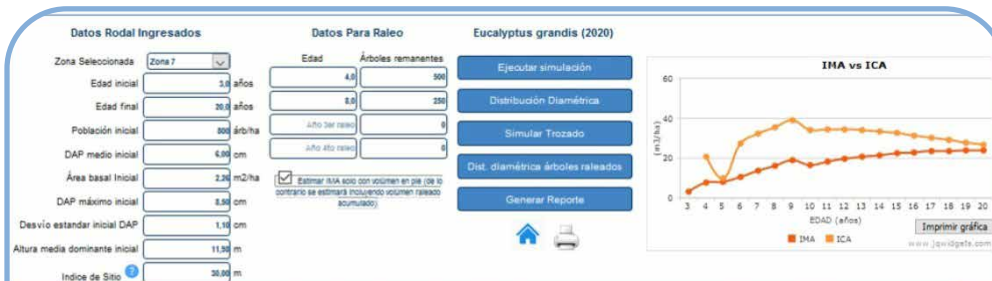 Datos Rodal Ingresados
Zona Seleccionada Zona 7
Edad inicial 3,0 años
Edad final 20,0 años
Población inicial 800 árb/ha
DAP medio inicial 6,00 cm
Área basal Inicial 2,26 m2/ha
DAP máximo inicial 8,50 cm
Desvío estandar inicial DAP 1,10 cm
Altura media dominante inicial 11,50 m
Indice de Sitio ? 30,00 m
Datos Para Raleo
Edad Árboles remanentes
4,0 500
8,0 250
Año 3er raleo 0
Año 4to raleo 0
Estimar IMA solo con volúmen en pie (de lo
contrario se estimará incluyendo volúmen raleado
acumulado)
Eucalyptus grandis (2020)
Ejecutar simulación
Distribución Diamétrica
Simular Trozado
Dist. diamétrica árboles raleados
Generar Reporte
IMA vs ICA
(m3/ha)
60
40
20
0
3 4 5 6 7 8 9 10 11 12 13 14 15 16 17 18 19 20
EDAD (años)
Imprimir gráfica
IMA ICA
www.jqwidgets.com